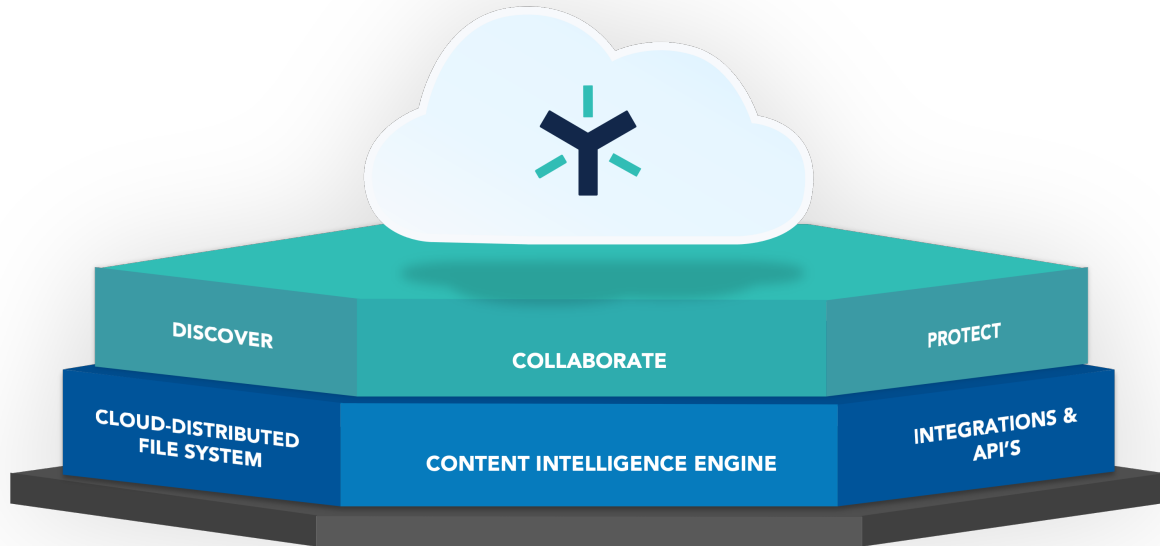 DISCOVER
COLLABORATE
PROTECT
CLOUD-DISTRIBUTED
FILE SYSTEM
CONTENT INTELLIGENCE ENGINE
INTEGRATIONS &
API'S